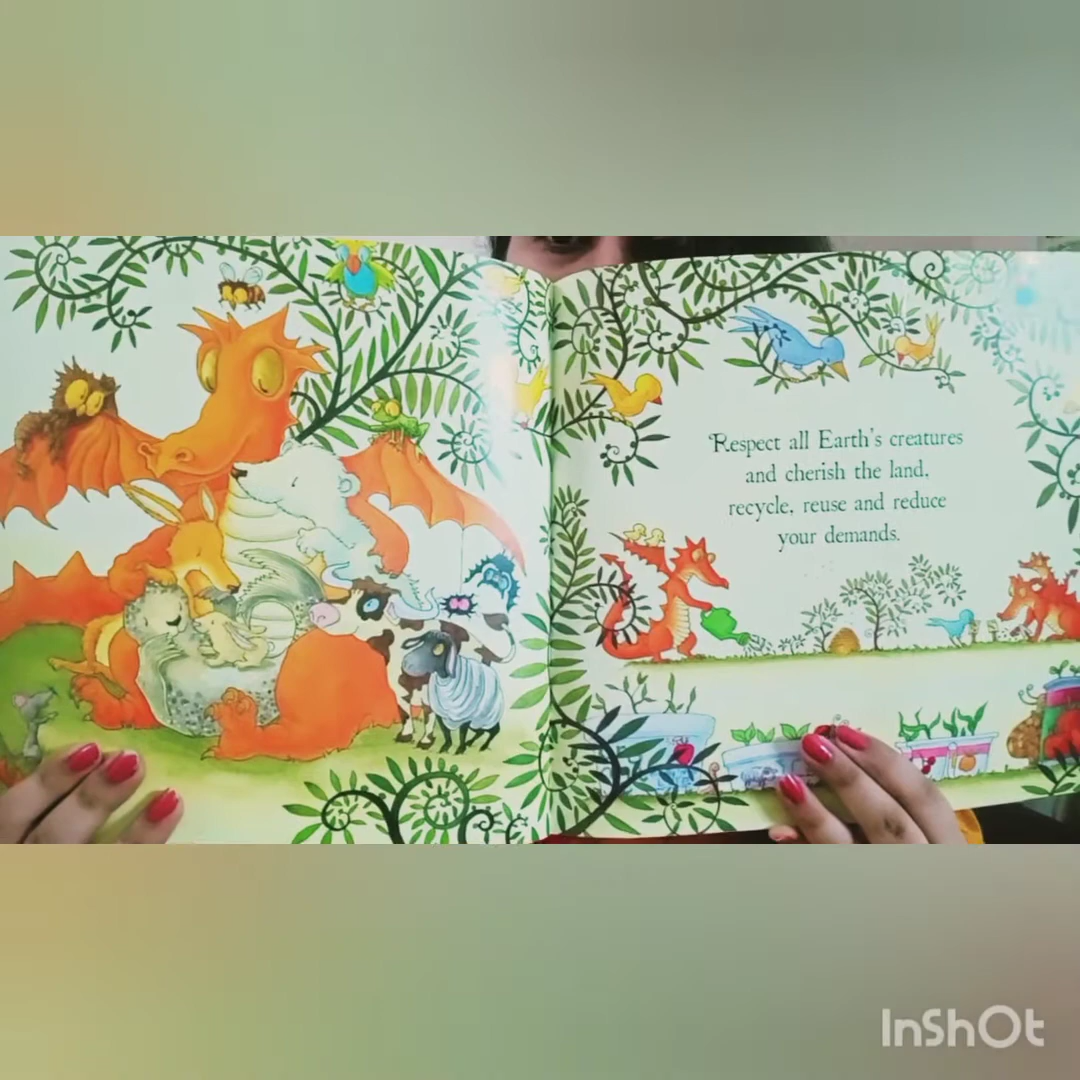 Respect all Earth's creatures
and cherish the land,
recycle, reuse and reduce
your demands.
InShOt